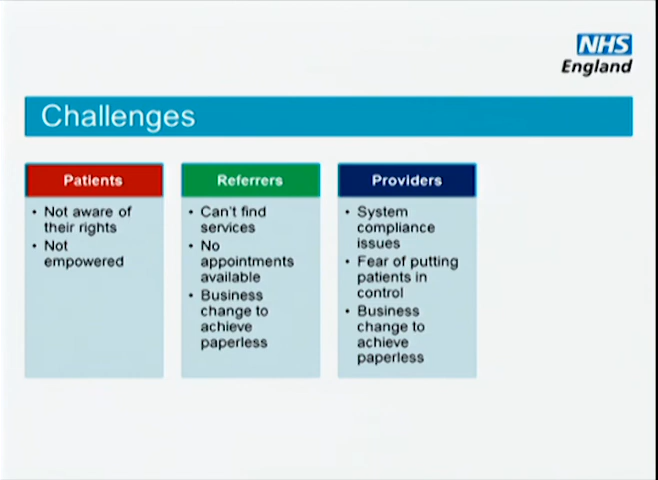 NHS
England
Challenges
Patients
• Not aware of
their rights
• Not
empowered
Referrers
• Can't find
services
• No
appointments
available
• Business
change to
achieve
paperless
Providers
• System
compliance
issues
• Fear of putting
patients in
control
• Business
change to
achieve
paperless